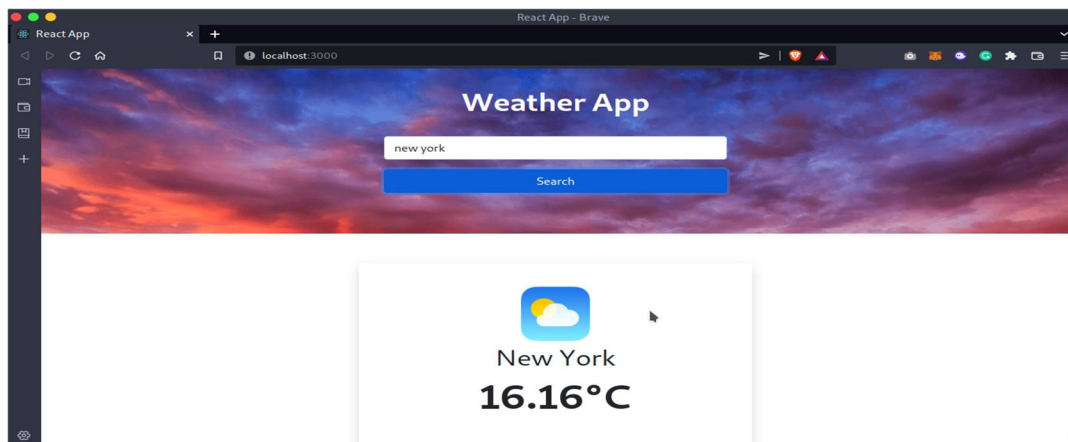 React App - Brave
React App
localhost:3000
Weather App
new york
Search
New York
16.16°C